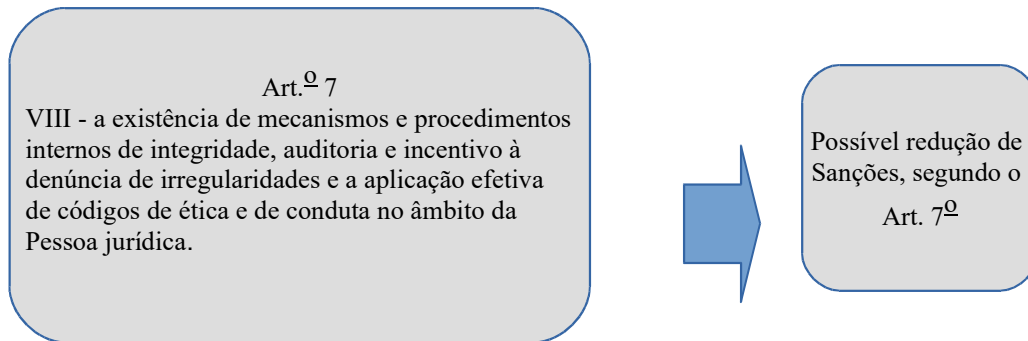 Art.º 7
VIII - a existência de mecanismos e procedimentos
internos de integridade, auditoria e incentivo à
denúncia de irregularidades e a aplicação efetiva
de códigos de ética e de conduta no âmbito da
Pessoa jurídica.
Possível redução de
Sanções, segundo o
Art. 7º